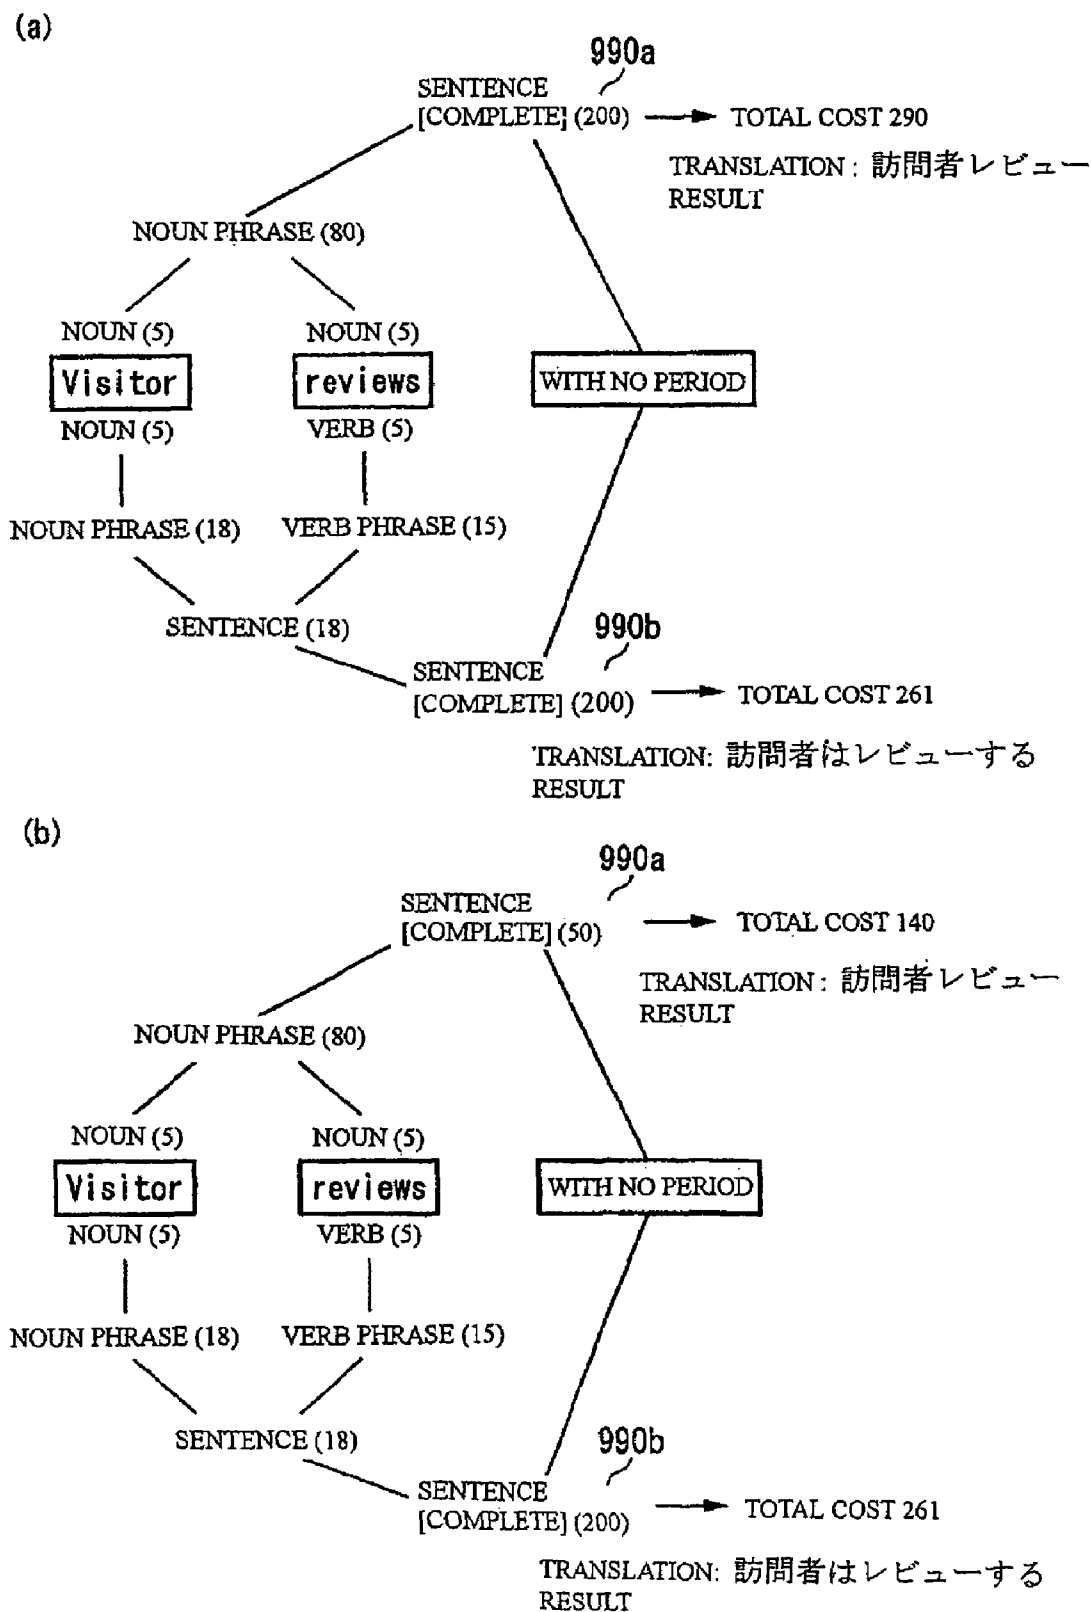 (a)
990a
SENTENCE
[COMPLETE] (200)
TOTAL COST 290
TRANSLATION : 訪問者レビュー
RESULT
NOUN PHRASE (80)
NOUN (5)
NOUN (5)
Visitor
reviews
WITH NO PERIOD
NOUN (5)
VERB (5)
NOUN PHRASE (18)
VERB PHRASE (15)
SENTENCE (18)
990b
SENTENCE
[COMPLETE] (200)
TOTAL COST 261
TRANSLATION: 訪問者はレビューする
RESULT
(b)
990a
SENTENCE
[COMPLETE] (50)
TOTAL COST 140
TRANSLATION : 訪問者レビュー
RESULT
NOUN PHRASE (80)
NOUN (5)
NOUN (5)
Visitor
reviews
WITH NO PERIOD
NOUN (5)
VERB (5)
NOUN PHRASE (18)
VERB PHRASE (15)
SENTENCE (18)
990b
SENTENCE
[COMPLETE] (200)
TOTAL COST 261
TRANSLATION: 訪問者はレビューする
RESULT